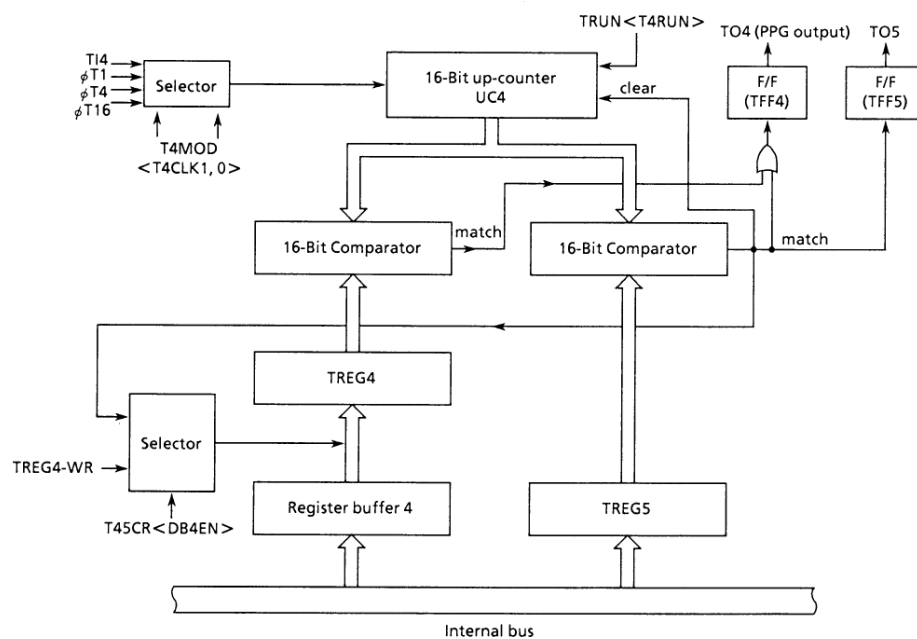 TRUN<T4RUN>
TO4 (PPG output)
TO5
TI4
φT1
φT4
φT16
Selector
16-Bit up-counter
UC4
clear
F/F
(TFF4)
F/F
(TFF5)
T4MOD
<T4CLK1, 0>
16-Bit Comparator
match
16-Bit Comparator
match
TREG4
Selector
TREG4-WR
T45CR<DB4EN>
Register buffer 4
TREG5
Internal bus